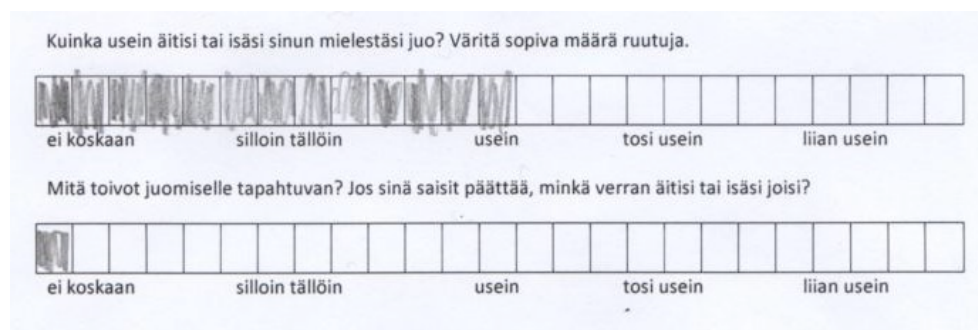 Kuinka usein äitisi tai isäsi sinun mielestäsi juo? Väritä sopiva määrä ruutuja.
ei koskaan silloin tällöin usein tosi usein liian usein
Mitä toivot juomiselle tapahtuvan? Jos sinä saisit päättää, minkä verran äitisi tai isäsi joisi?
ei koskaan silloin tällöin usein tosi usein liian usein